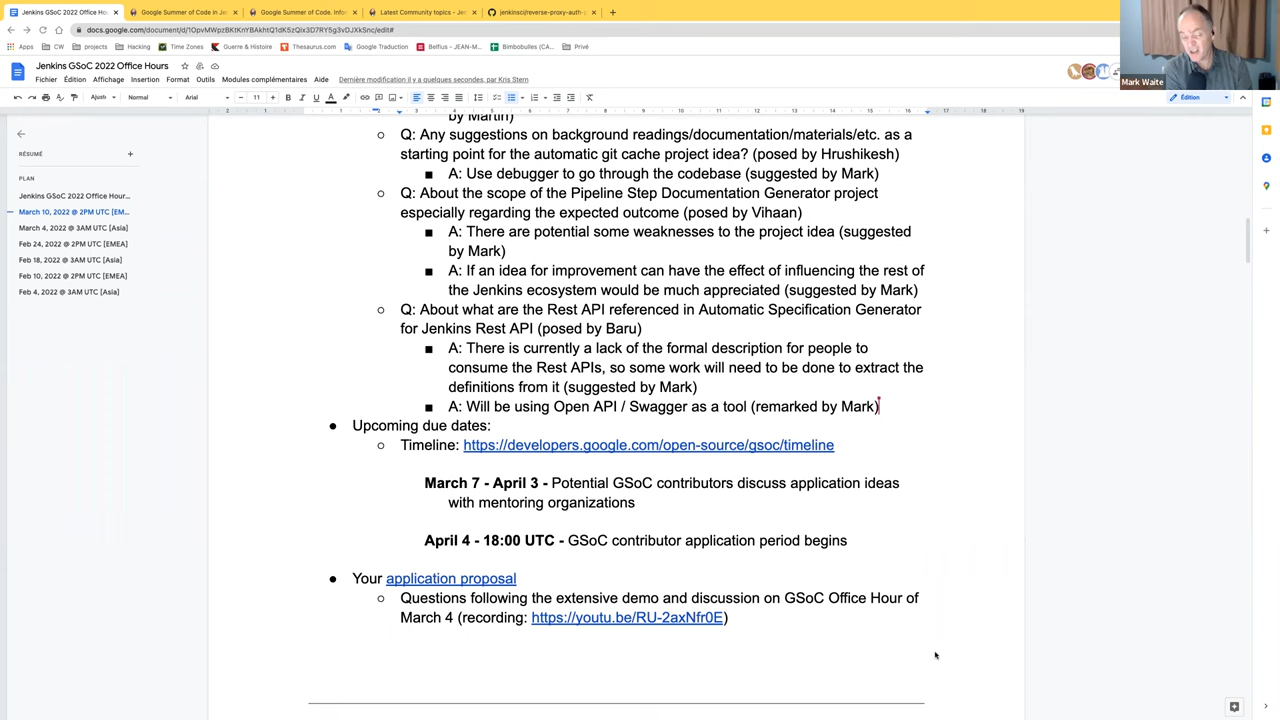 Jenkins GSoC 2022 Office Hours
Google Summer of Code in Jen
Google Summer of Code. Infor
Latest Community topics - Jen
jenkinsci/reverse-proxy-auth-p
docs.google.com/document/d/1OpvMWpzBKtKnYBAkhtQ1dK5zQix3D7RY5g3vDJXkSnc/edit#
Apps
CW
projects
Hacking
Time Zones
Guerre & Histoire
Thesaurus.com
Google Traduction
Belfius - JEAN-M...
Bimbobulles (CA...
Privé
Mark Waite
Jenkins GSoC 2022 Office Hours
Fichier Édition Affichage Insertion Format Outils Modules complémentaires Aide
Dernière modification il y a quelques secondes, par Kris Stern
Ajuste Normal Arial 11
Édition
RÉSUMÉ
PLAN
Jenkins GSoC 2022 Office Hour...
March 10, 2022 @ 2PM UTC [EM...
March 4, 2022 @ 3AM UTC [Asia]
Feb 24, 2022 @ 2PM UTC [EMEA]
Feb 18, 2022 @ 3AM UTC [Asia]
Feb 10, 2022 @ 2PM UTC [EMEA]
Feb 4, 2022 @ 3AM UTC [Asia]
by Martin)
○ Q: Any suggestions on background readings/documentation/materials/etc. as a
starting point for the automatic git cache project idea? (posed by Hrushikesh)
■ A: Use debugger to go through the codebase (suggested by Mark)
○ Q: About the scope of the Pipeline Step Documentation Generator project
especially regarding the expected outcome (posed by Vihaan)
■ A: There are potential some weaknesses to the project idea (suggested
by Mark)
■ A: If an idea for improvement can have the effect of influencing the rest of
the Jenkins ecosystem would be much appreciated (suggested by Mark)
○ Q: About what are the Rest API referenced in Automatic Specification Generator
for Jenkins Rest API (posed by Baru)
■ A: There is currently a lack of the formal description for people to
consume the Rest APIs, so some work will need to be done to extract the
definitions from it (suggested by Mark)
■ A: Will be using Open API / Swagger as a tool (remarked by Mark)
● Upcoming due dates:
○ Timeline: https://developers.google.com/open-source/gsoc/timeline
March 7 - April 3 - Potential GSoC contributors discuss application ideas
with mentoring organizations
April 4 - 18:00 UTC - GSoC contributor application period begins
● Your application proposal
○ Questions following the extensive demo and discussion on GSoC Office Hour of
March 4 (recording: https://youtu.be/RU-2axNfr0E)